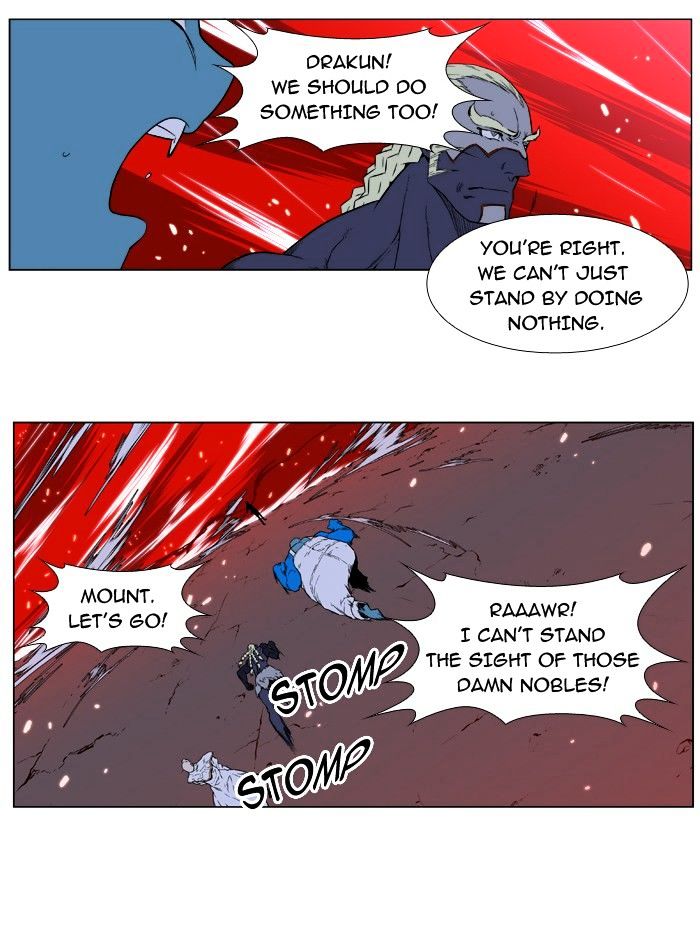 DRAKUN!
WE SHOULD DO
SOMETHING TOO!
YOU'RE RIGHT.
WE CAN'T JUST
STAND BY DOING
NOTHING.
MOUNT.
LET'S GO!
RAAAWR!
I CAN'T STAND
THE SIGHT OF THOSE
DAMN NOBLES!
STOMP
STOMP